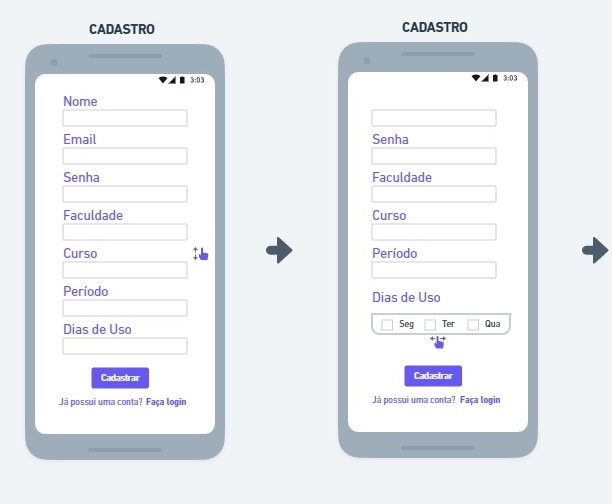 CADASTRO
3:03
Nome
Email
Senha
Faculdade
Curso
Período
Dias de Uso
Cadastrar
Já possui uma conta? Faça login
CADASTRO
3:03
Senha
Faculdade
Curso
Período
Dias de Uso
Seg Ter Qua
Cadastrar
Já possui uma conta? Faça login